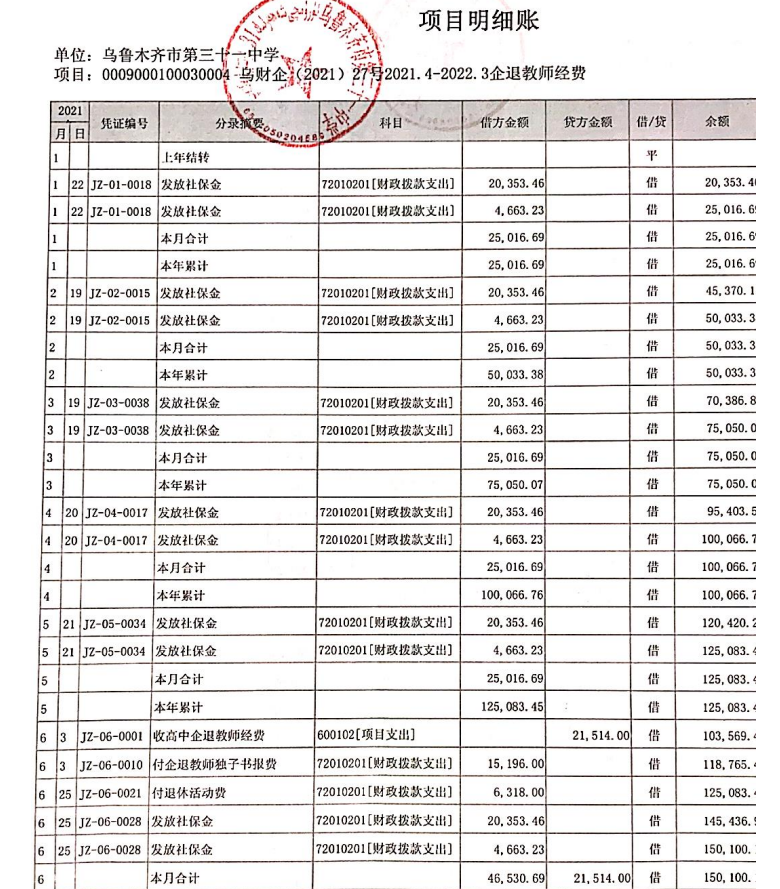 项目明细账
单位：乌鲁木齐市第三十一中学
项目：0009000100030004 乌财企（2021）27号2021.4-2022.3企退教师经费
2021 凭证编号 分录摘要 科目 借方金额 贷方金额 借/贷 余额
月 日
1 上年结转 平
1 22 JZ-01-0018 发放社保金 72010201[财政拨款支出] 20,353.46 借 20,353.4
1 22 JZ-01-0018 发放社保金 72010201[财政拨款支出] 4,663.23 借 25,016.6
1 本月合计 25,016.69 借 25,016.6
1 本年累计 25,016.69 借 25,016.6
2 19 JZ-02-0015 发放社保金 72010201[财政拨款支出] 20,353.46 借 45,370.1
2 19 JZ-02-0015 发放社保金 72010201[财政拨款支出] 4,663.23 借 50,033.3
2 本月合计 25,016.69 借 50,033.3
2 本年累计 50,033.38 借 50,033.3
3 19 JZ-03-0038 发放社保金 72010201[财政拨款支出] 20,353.46 借 70,386.8
3 19 JZ-03-0038 发放社保金 72010201[财政拨款支出] 4,663.23 借 75,050.0
3 本月合计 25,016.69 借 75,050.0
3 本年累计 75,050.07 借 75,050.0
4 20 JZ-04-0017 发放社保金 72010201[财政拨款支出] 20,353.46 借 95,403.5
4 20 JZ-04-0017 发放社保金 72010201[财政拨款支出] 4,663.23 借 100,066.7
4 本月合计 25,016.69 借 100,066.7
4 本年累计 100,066.76 借 100,066.7
5 21 JZ-05-0034 发放社保金 72010201[财政拨款支出] 20,353.46 借 120,420.2
5 21 JZ-05-0034 发放社保金 72010201[财政拨款支出] 4,663.23 借 125,083.4
5 本月合计 25,016.69 借 125,083.4
5 本年累计 125,083.45 借 125,083.4
6 3 JZ-06-0001 收高中企退教师经费 600102[项目支出] 21,514.00 借 103,569.4
6 3 JZ-06-0010 付企退教师独子书报费 72010201[财政拨款支出] 15,196.00 借 118,765.4
6 25 JZ-06-0021 付退休活动费 72010201[财政拨款支出] 6,318.00 借 125,083.4
6 25 JZ-06-0028 发放社保金 72010201[财政拨款支出] 20,353.46 借 145,436.9
6 25 JZ-06-0028 发放社保金 72010201[财政拨款支出] 4,663.23 借 150,100.
6 本月合计 46,530.69 21,514.00 借 150,100.